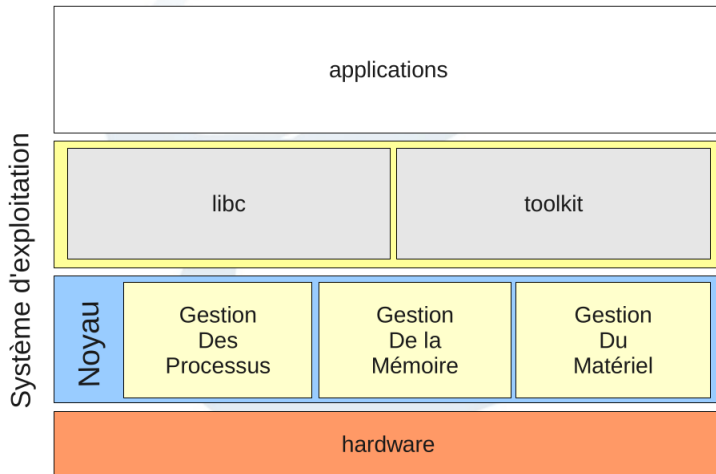 applications
Système d'exploitation
libc
toolkit
Noyau
Gestion
Des
Processus
Gestion
De la
Mémoire
Gestion
Du
Matériel
hardware